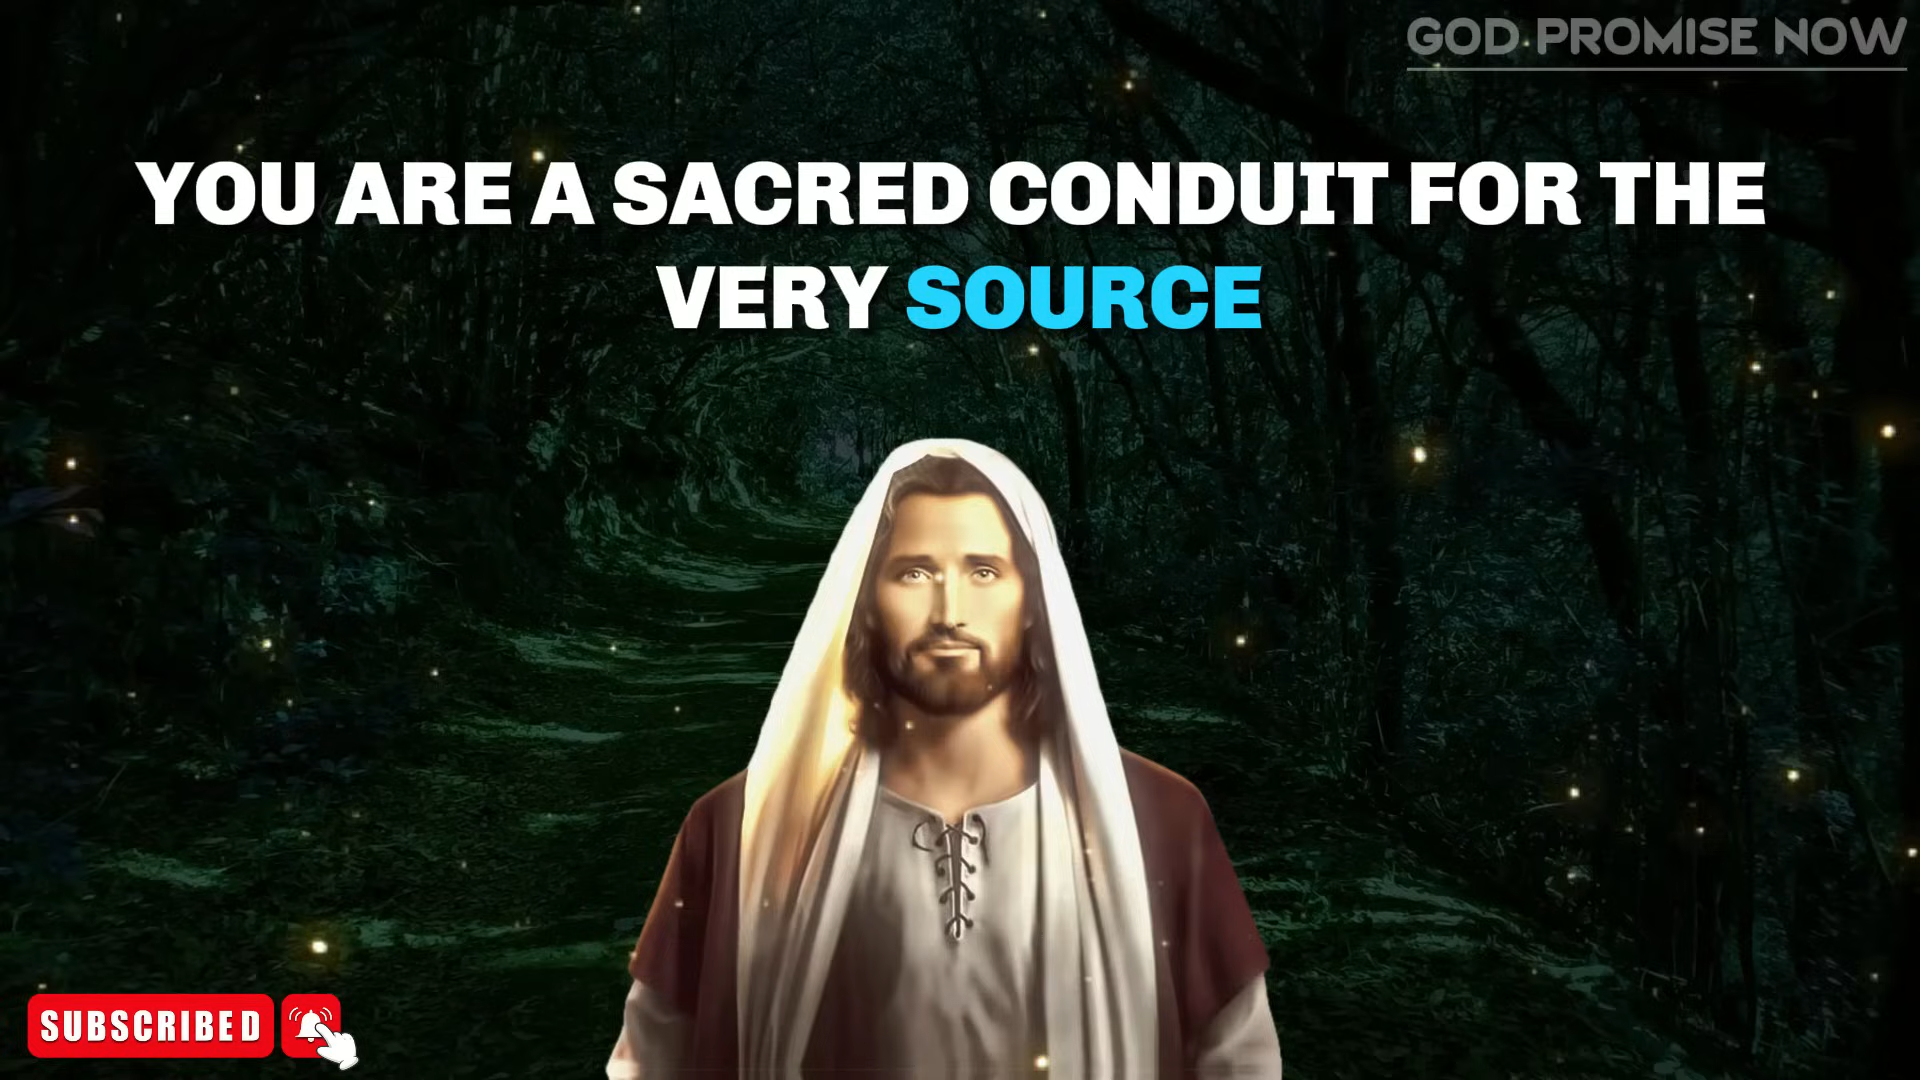 GOD PROMISE NOW
YOU ARE A SACRED CONDUIT FOR THE
VERY SOURCE
SUBSCRIBED